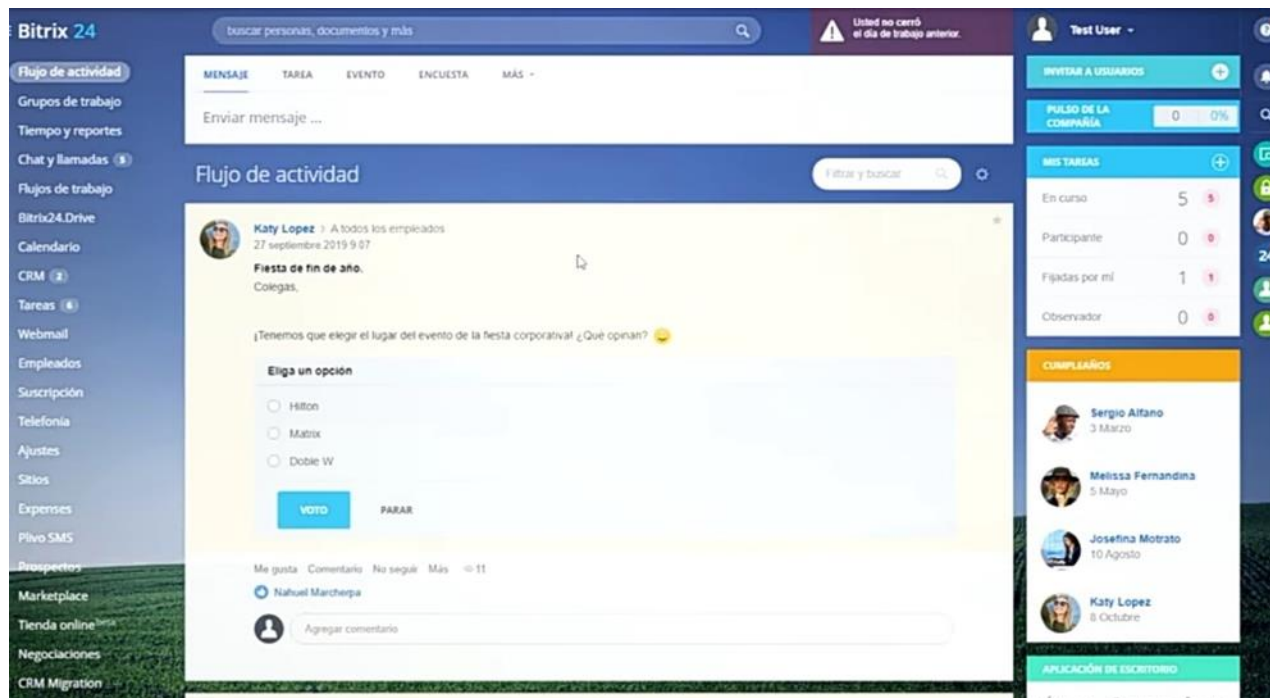 Bitrix 24
buscar personas, documentos y más
Usted no cerró
el día de trabajo anterior.
Test User
Flujo de actividad
Grupos de trabajo
Tiempo y reportes
Chat y llamadas 5
Flujos de trabajo
Bitrix24.Drive
Calendario
CRM 2
Tareas 6
Webmail
Empleados
Suscripción
Telefonía
Ajustes
Sitios
Expenses
Plivo SMS
Prospectos
Marketplace
Tienda online beta
Negociaciones
CRM Migration
MENSAJE TAREA EVENTO ENCUESTA MÁS
Enviar mensaje ...
Flujo de actividad
Filtrar y buscar
Katy Lopez > A todos los empleados
27 septiembre 2019 9 07
Fiesta de fin de año.
Colegas,
¡Tenemos que elegir el lugar del evento de la fiesta corporativa! ¿Qué opinan?
Eliga un opción
Hilton
Matrix
Doble W
VOTO PARAR
Me gusta Comentario No seguir Más 11
Nahuel Marcherpa
Agregar comentario
INVITAR A USUARIOS
PULSO DE LA
COMPAÑÍA 0 0%
MIS TAREAS
En curso 5 5
Participante 0 0
Fijadas por mí 1 1
Observador 0 0
CUMPLEAÑOS
Sergio Alfano
3 Marzo
Melissa Fernandina
5 Mayo
Josefina Motrato
10 Agosto
Katy Lopez
8 Octubre
APLICACIÓN DE ESCRITORIO
24